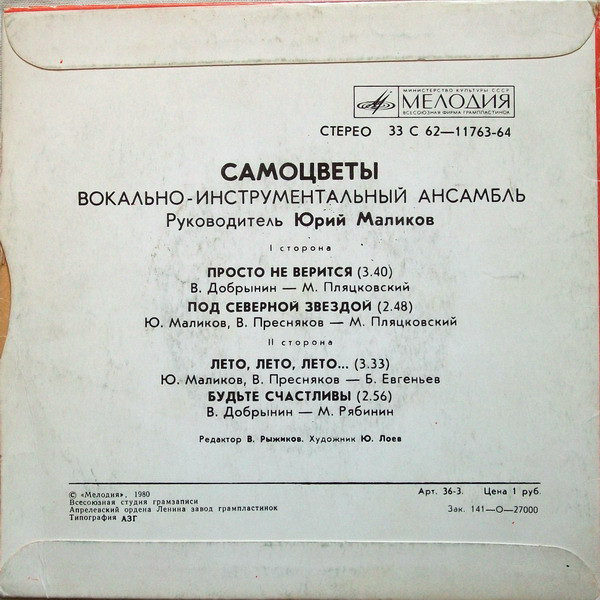 МИНИСТЕРСТВО КУЛЬТУРЫ СССР
МЕЛОДИЯ
ВСЕСОЮЗНАЯ ФИРМА ГРАМПЛАСТИНОК
СТЕРЕО 33 С 62—11763-64
САМОЦВЕТЫ
ВОКАЛЬНО-ИНСТРУМЕНТАЛЬНЫЙ АНСАМБЛЬ
Руководитель Юрий Маликов
I сторона
ПРОСТО НЕ ВЕРИТСЯ (3.40)
В. Добрынин — М. Пляцковский
ПОД СЕВЕРНОЙ ЗВЕЗДОЙ (2.48)
Ю. Маликов, В. Пресняков — М. Пляцковский
II сторона
ЛЕТО, ЛЕТО, ЛЕТО... (3.33)
Ю. Маликов, В. Пресняков — Б. Евгеньев
БУДЬТЕ СЧАСТЛИВЫ (2.56)
В. Добрынин — М. Рябинин
Редактор В. Рыжиков. Художник Ю. Лоев
© «Мелодия», 1980
Всесоюзная студия грамзаписи
Апрелевский ордена Ленина завод грампластинок
Типография АЗГ
Арт. 36-3. Цена 1 руб.
Зак. 141—О—27000